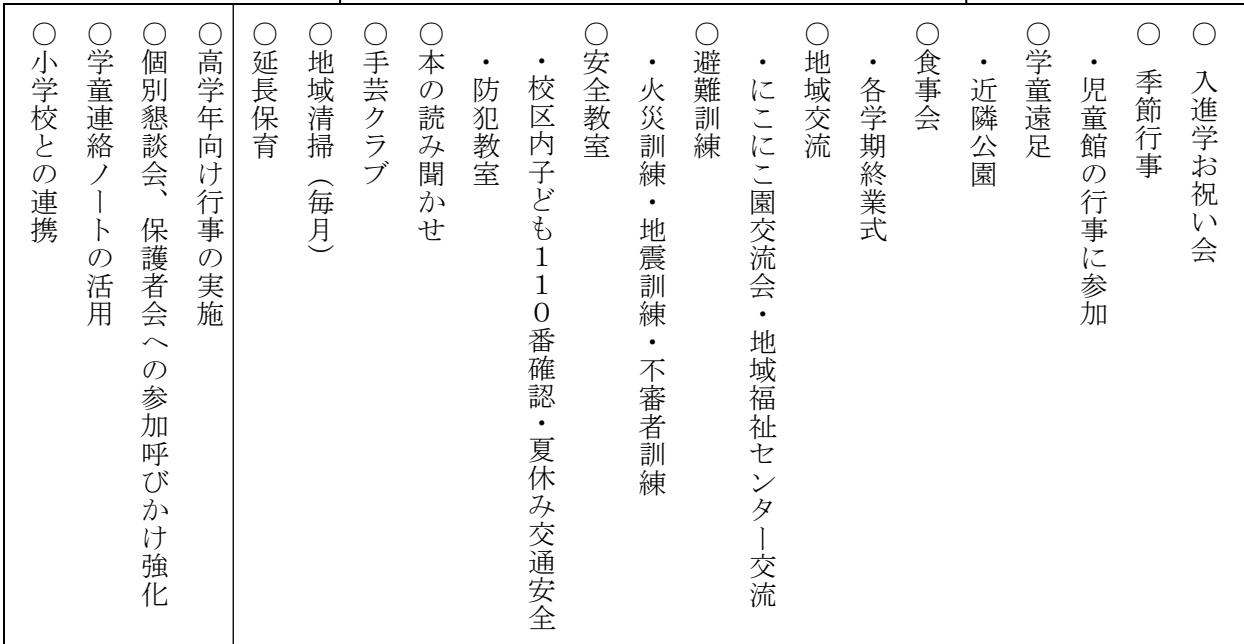 ○ 入進学お祝い会
○ 季節行事
・児童館の行事に参加
○学童遠足
・近隣公園
○食事会
・各学期終業式
○地域交流
・にこにこ園交流会・地域福祉センター交流
○避難訓練
・火災訓練・地震訓練・不審者訓練
○安全教室
・校区内子ども110番確認・夏休み交通安全
・防犯教室
○本の読み聞かせ
○手芸クラブ
○地域清掃（毎月）
○延長保育
○高学年向け行事の実施
○個別懇談会、保護者会への参加呼びかけ強化
○学童連絡ノートの活用
○小学校との連携